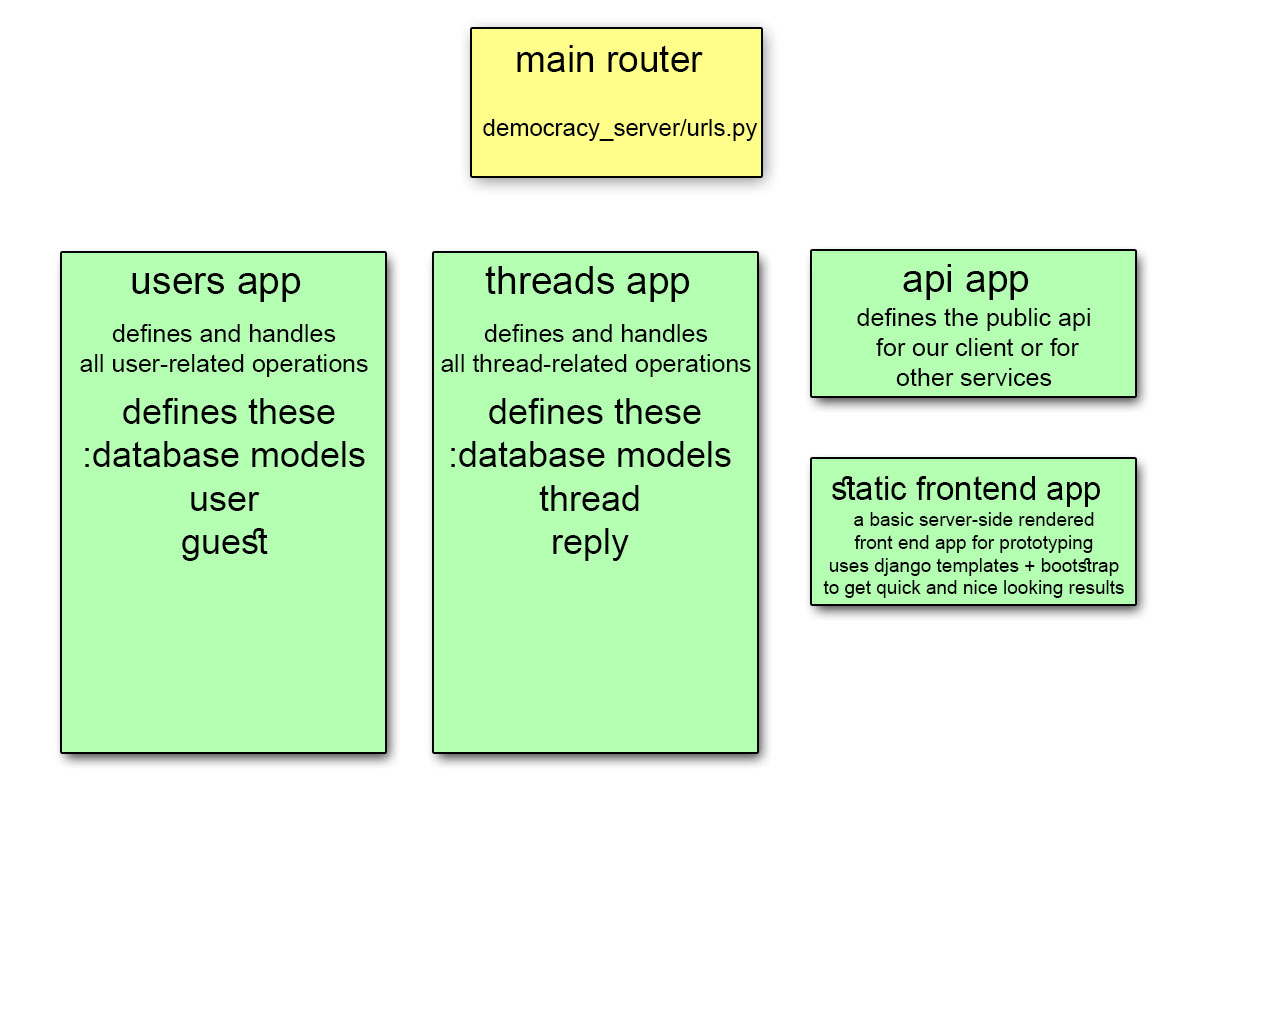 main router
democracy_server/urls.py
users app
defines and handles
all user-related operations
defines these
:database models
user
guest
threads app
defines and handles
all thread-related operations
defines these
:database models
thread
reply
api app
defines the public api
for our client or for
other services
static frontend app
a basic server-side rendered
front end app for prototyping
uses django templates + bootstrap
to get quick and nice looking results